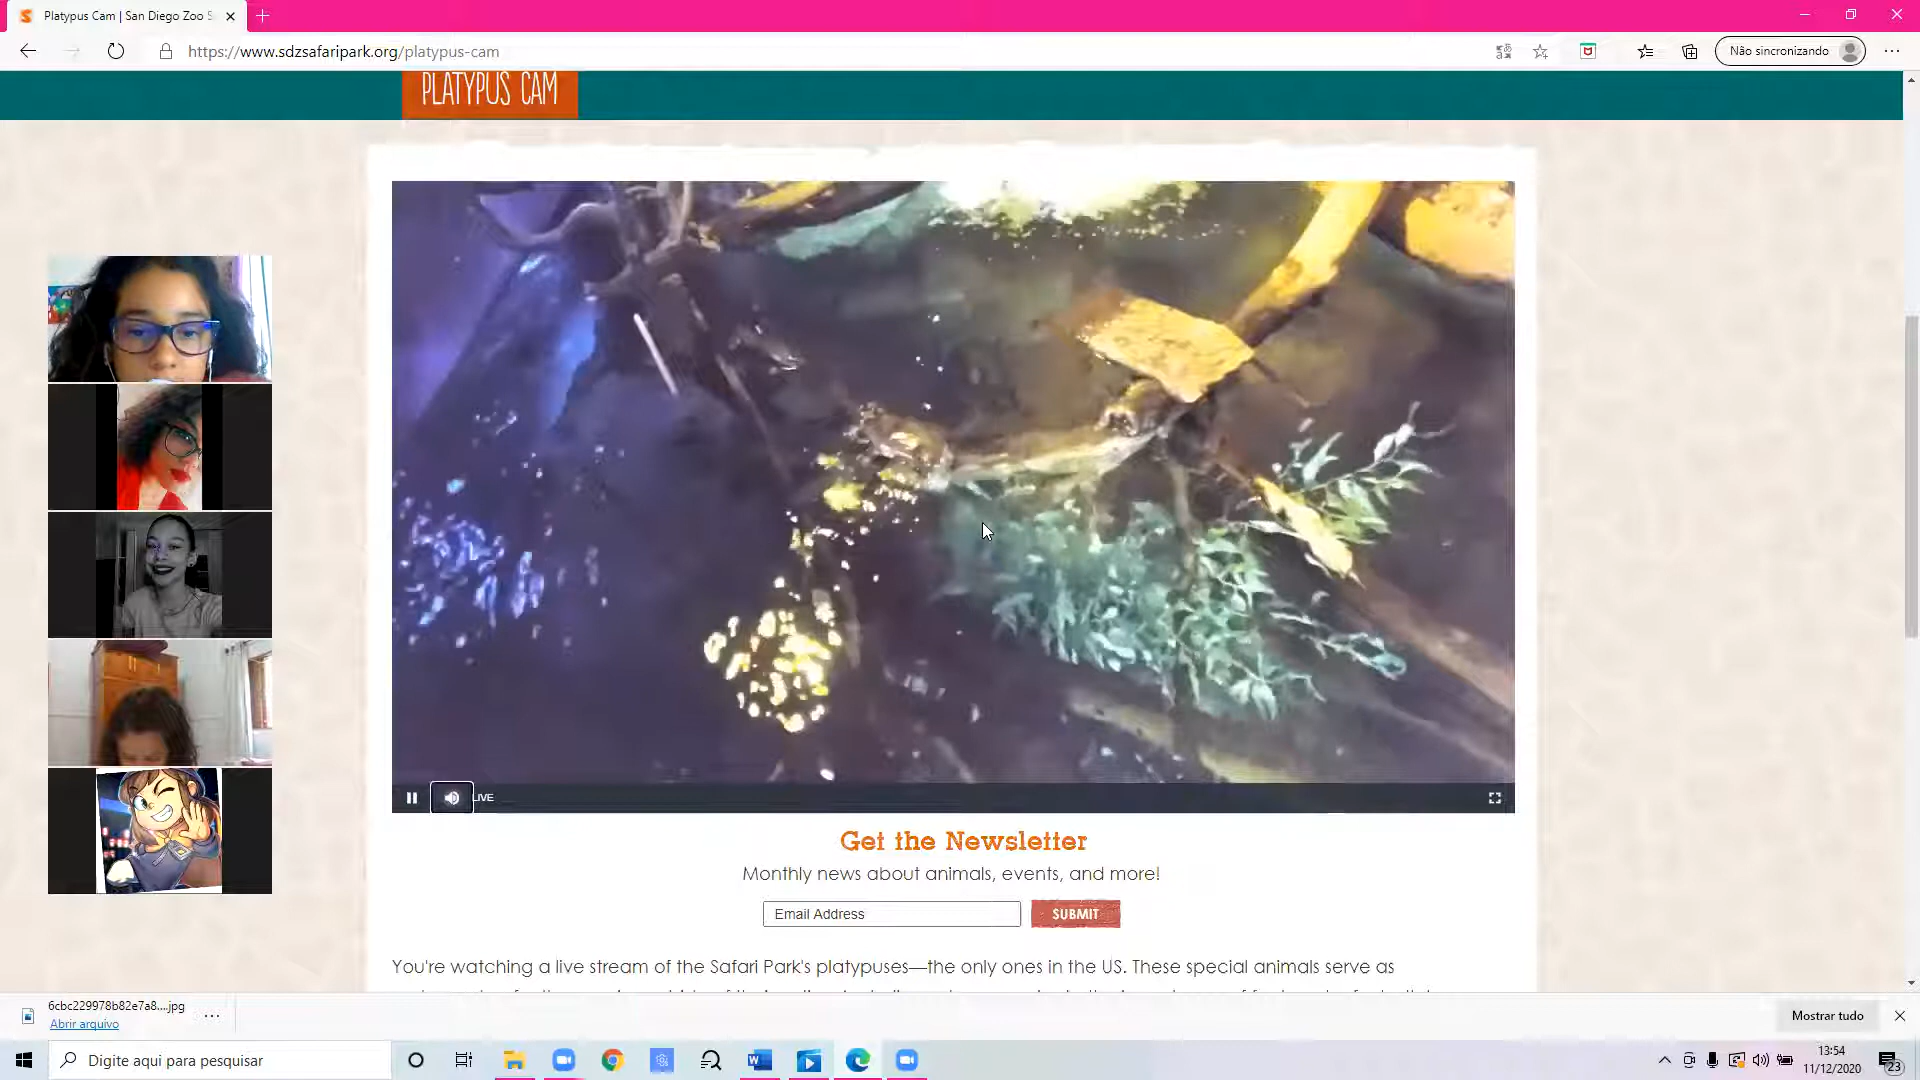 Platypus Cam | San Diego Zoo S
https://www.sdzsafaripark.org/platypus-cam
Não sincronizando
PLATYPUS CAM
LIVE
Get the Newsletter
Monthly news about animals, events, and more!
Email Address
SUBMIT
You're watching a live stream of the Safari Park's platypuses—the only ones in the US. These special animals serve as
6cbc229978b82e7a8....jpg
Abrir arquivo
Mostrar tudo
Digite aqui para pesquisar
13:54
11/12/2020
23